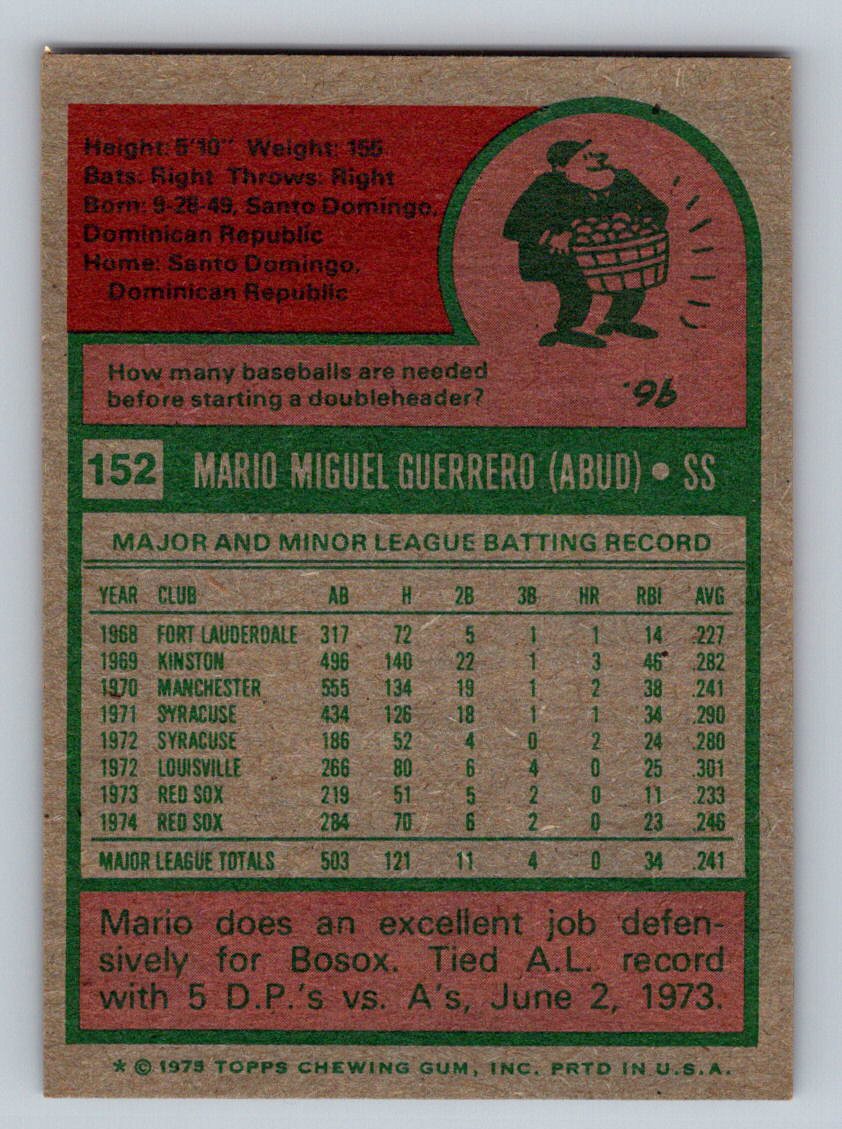 Height: 5'10" Weight: 155
Bats: Right Throws: Right
Born: 9-28-49, Santo Domingo,
Dominican Republic
Home: Santo Domingo,
Dominican Republic
How many baseballs are needed
before starting a doubleheader?
96.
152 MARIO MIGUEL GUERRERO (ABUD) • SS
MAJOR AND MINOR LEAGUE BATTING RECORD
YEAR CLUB AB H 2B 3B HR RBI AVG
1968 FORT LAUDERDALE 317 72 5 1 1 14 .227
1969 KINSTON 496 140 22 1 3 46 .282
1970 MANCHESTER 555 134 19 1 2 38 .241
1971 SYRACUSE 434 126 18 1 1 34 .290
1972 SYRACUSE 186 52 4 0 2 24 .280
1972 LOUISVILLE 266 80 6 4 0 25 .301
1973 RED SOX 219 51 5 2 0 11 .233
1974 RED SOX 284 70 6 2 0 23 .246
MAJOR LEAGUE TOTALS 503 121 11 4 0 34 .241
Mario does an excellent job defen-
sively for Bosox. Tied A.L. record
with 5 D.P.'s vs. A's, June 2, 1973.
* © 1975 TOPPS CHEWING GUM, INC. PRTD IN U.S.A.